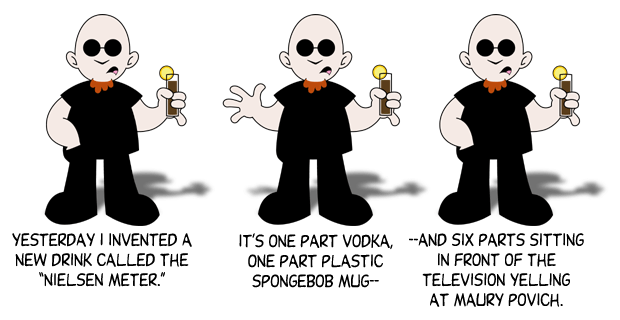 YESTERDAY I INVENTED A
NEW DRINK CALLED THE
"NIELSEN METER."
IT'S ONE PART VODKA,
ONE PART PLASTIC
SPONGEBOB MUG--
--AND SIX PARTS SITTING
IN FRONT OF THE
TELEVISION YELLING
AT MAURY POVICH.